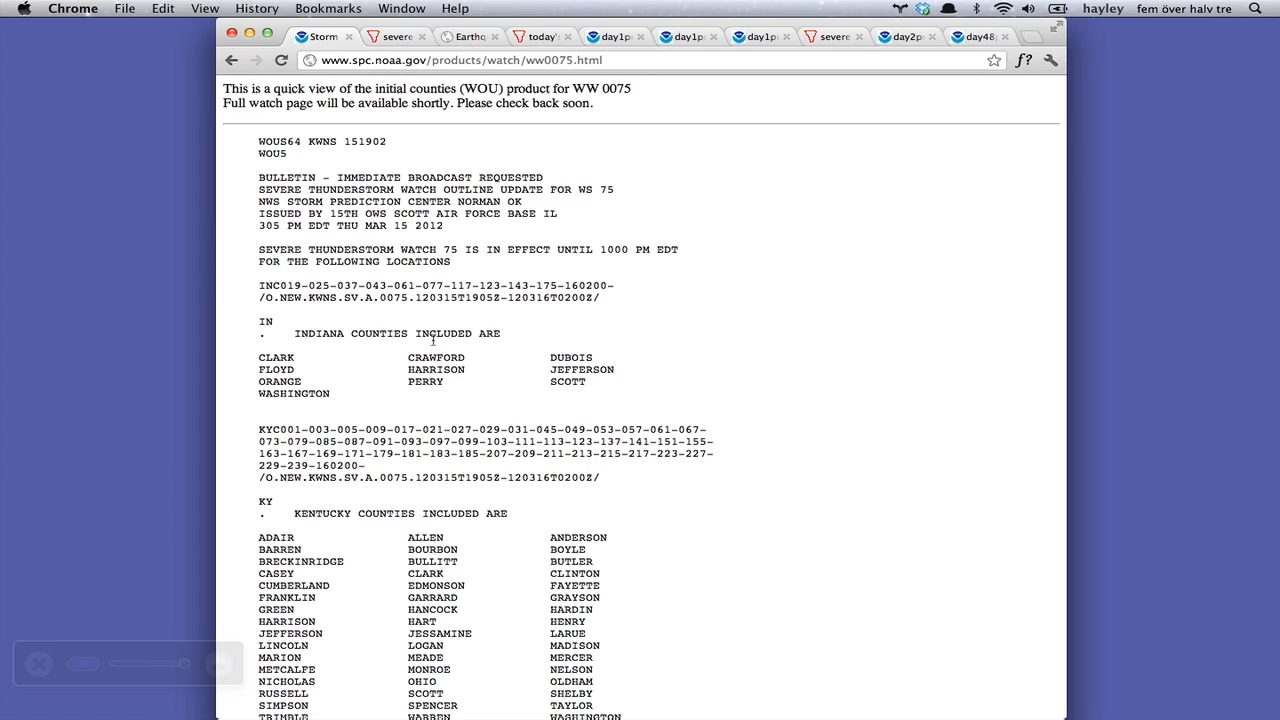 Chrome File Edit View History Bookmarks Window Help hayley fem över halv tre
Storm severe Earthq today's day1p day1p day1p severe day2p day48
www.spc.noaa.gov/products/watch/ww0075.html f?
This is a quick view of the initial counties (WOU) product for WW 0075
Full watch page will be available shortly. Please check back soon.
WOUS64 KWNS 151902
WOU5
BULLETIN - IMMEDIATE BROADCAST REQUESTED
SEVERE THUNDERSTORM WATCH OUTLINE UPDATE FOR WS 75
NWS STORM PREDICTION CENTER NORMAN OK
ISSUED BY 15TH OWS SCOTT AIR FORCE BASE IL
305 PM EDT THU MAR 15 2012
SEVERE THUNDERSTORM WATCH 75 IS IN EFFECT UNTIL 1000 PM EDT
FOR THE FOLLOWING LOCATIONS
INC019-025-037-043-061-077-117-123-143-175-160200-
/O.NEW.KWNS.SV.A.0075.120315T1905Z-120316T0200Z/
IN
. INDIANA COUNTIES INCLUDED ARE
CLARK CRAWFORD DUBOIS
FLOYD HARRISON JEFFERSON
ORANGE PERRY SCOTT
WASHINGTON
KYC001-003-005-009-017-021-027-029-031-045-049-053-057-061-067-
073-079-085-087-091-093-097-099-103-111-113-123-137-141-151-155-
163-167-169-171-179-181-183-185-207-209-211-213-215-217-223-227-
229-239-160200-
/O.NEW.KWNS.SV.A.0075.120315T1905Z-120316T0200Z/
KY
. KENTUCKY COUNTIES INCLUDED ARE
ADAIR ALLEN ANDERSON
BARREN BOURBON BOYLE
BRECKINRIDGE BULLITT BUTLER
CASEY CLARK CLINTON
CUMBERLAND EDMONSON FAYETTE
FRANKLIN GARRARD GRAYSON
GREEN HANCOCK HARDIN
HARRISON HART HENRY
JEFFERSON JESSAMINE LARUE
LINCOLN LOGAN MADISON
MARION MEADE MERCER
METCALFE MONROE NELSON
NICHOLAS OHIO OLDHAM
RUSSELL SCOTT SHELBY
SIMPSON SPENCER TAYLOR
TRIMBLE WARREN WASHINGTON